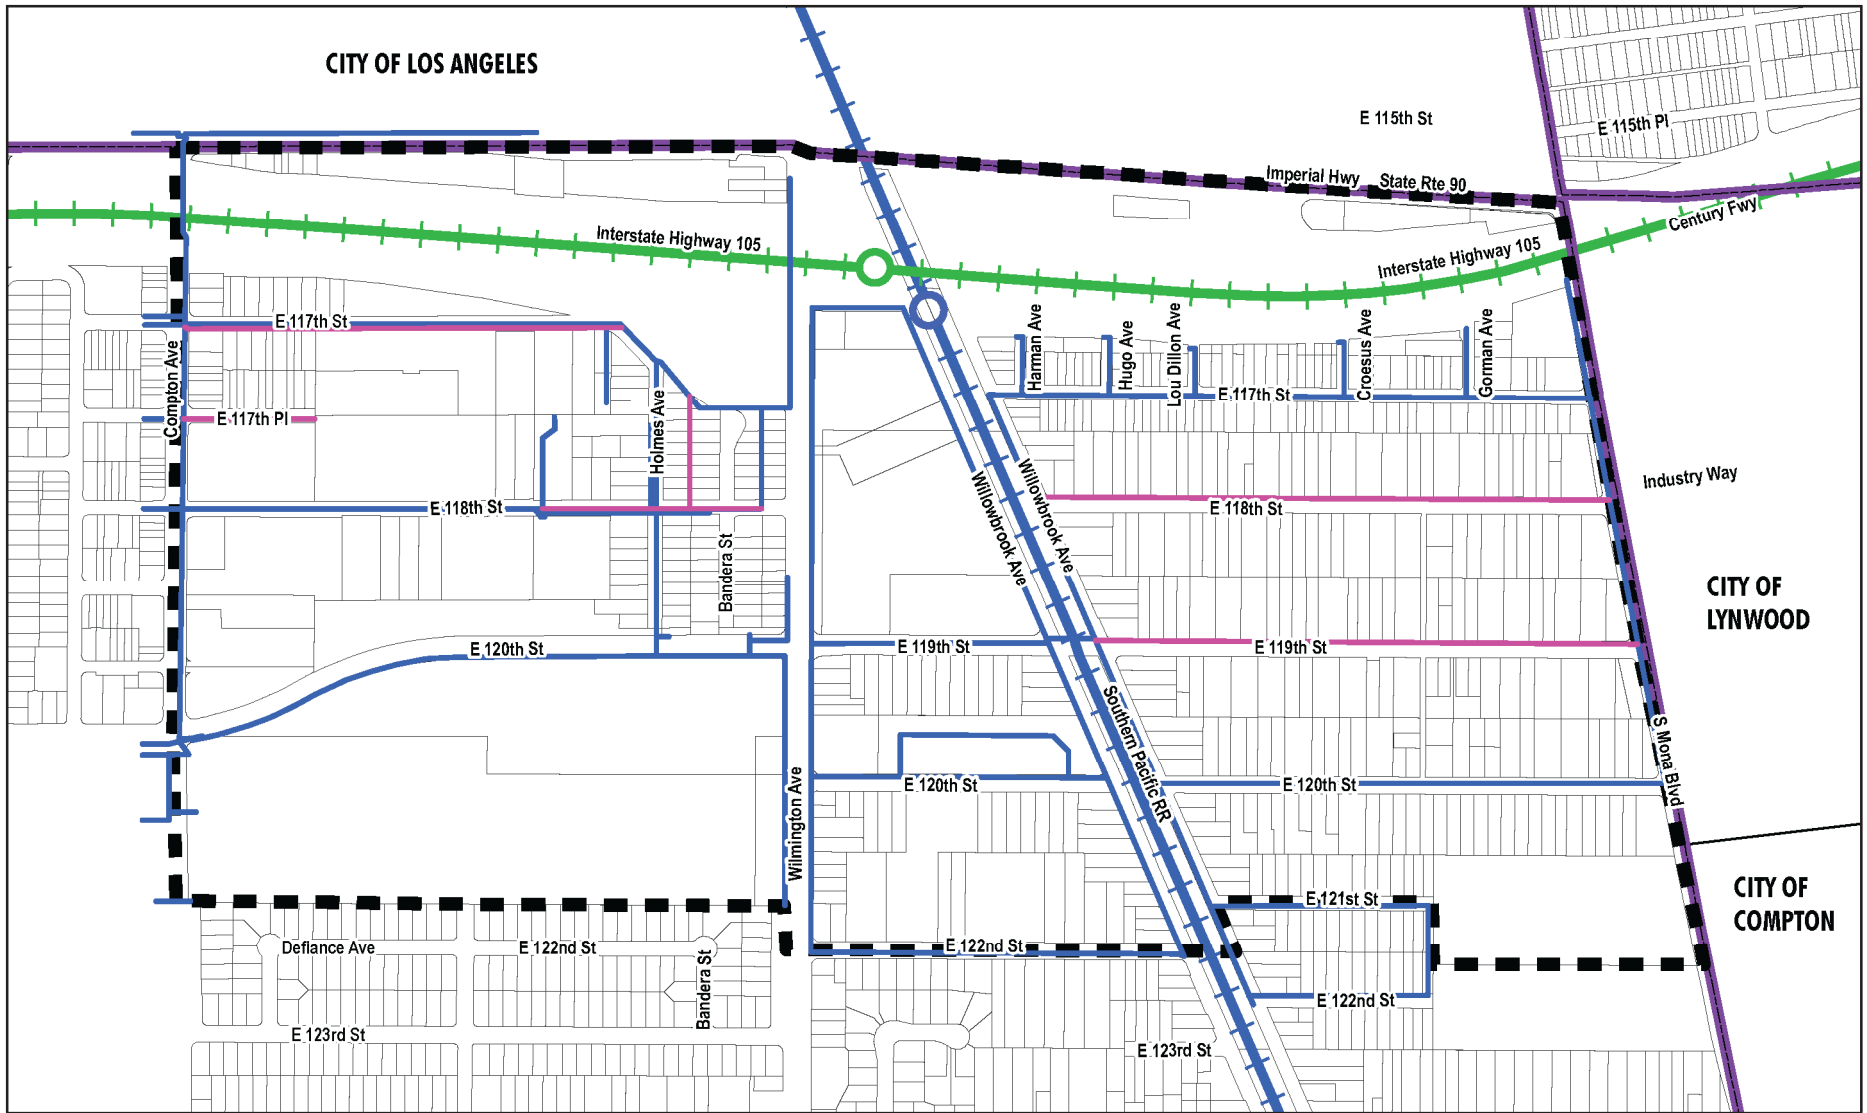 CITY OF LOS ANGELES
E 115th St
E 115th Pl
Imperial Hwy
State Rte 90
Century Fwy
Interstate Highway 105
Interstate Highway 105
E 117th St
Harman Ave
Hugo Ave
Lou Dillon Ave
Croesus Ave
Gorman Ave
E 117th St
Compton Ave
E 117th Pl
Holmes Ave
Willowbrook Ave
Willowbrook Ave
Industry Way
E 118th St
E 118th St
Bandera St
CITY OF
LYNWOOD
E 120th St
E 119th St
E 119th St
Southern Pacific RR
S Mona Blvd
Wilmington Ave
E 120th St
E 120th St
CITY OF
COMPTON
E 121st St
Defiance Ave
E 122nd St
E 122nd St
Bandera St
E 122nd St
E 123rd St
E 123rd St